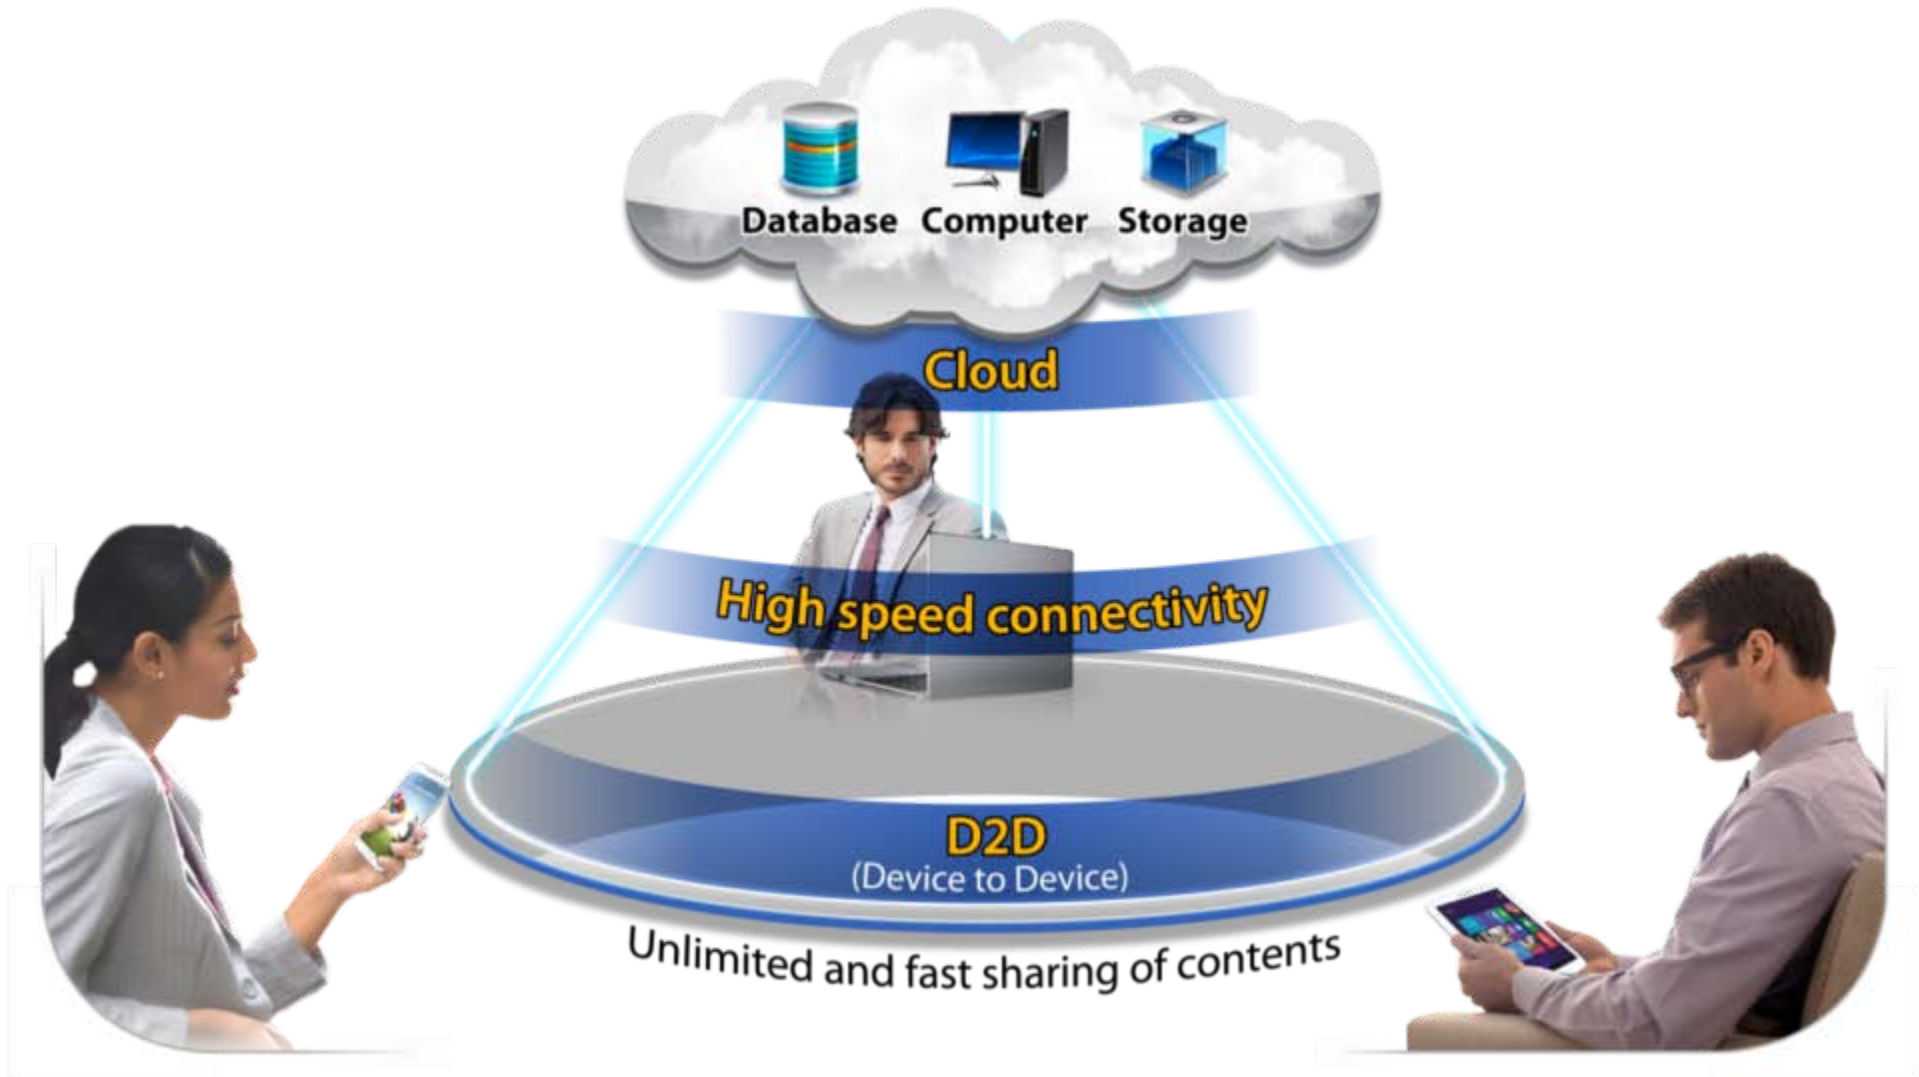 Database Computer Storage
Cloud
High speed connectivity
D2D
(Device to Device)
Unlimited and fast sharing of contents